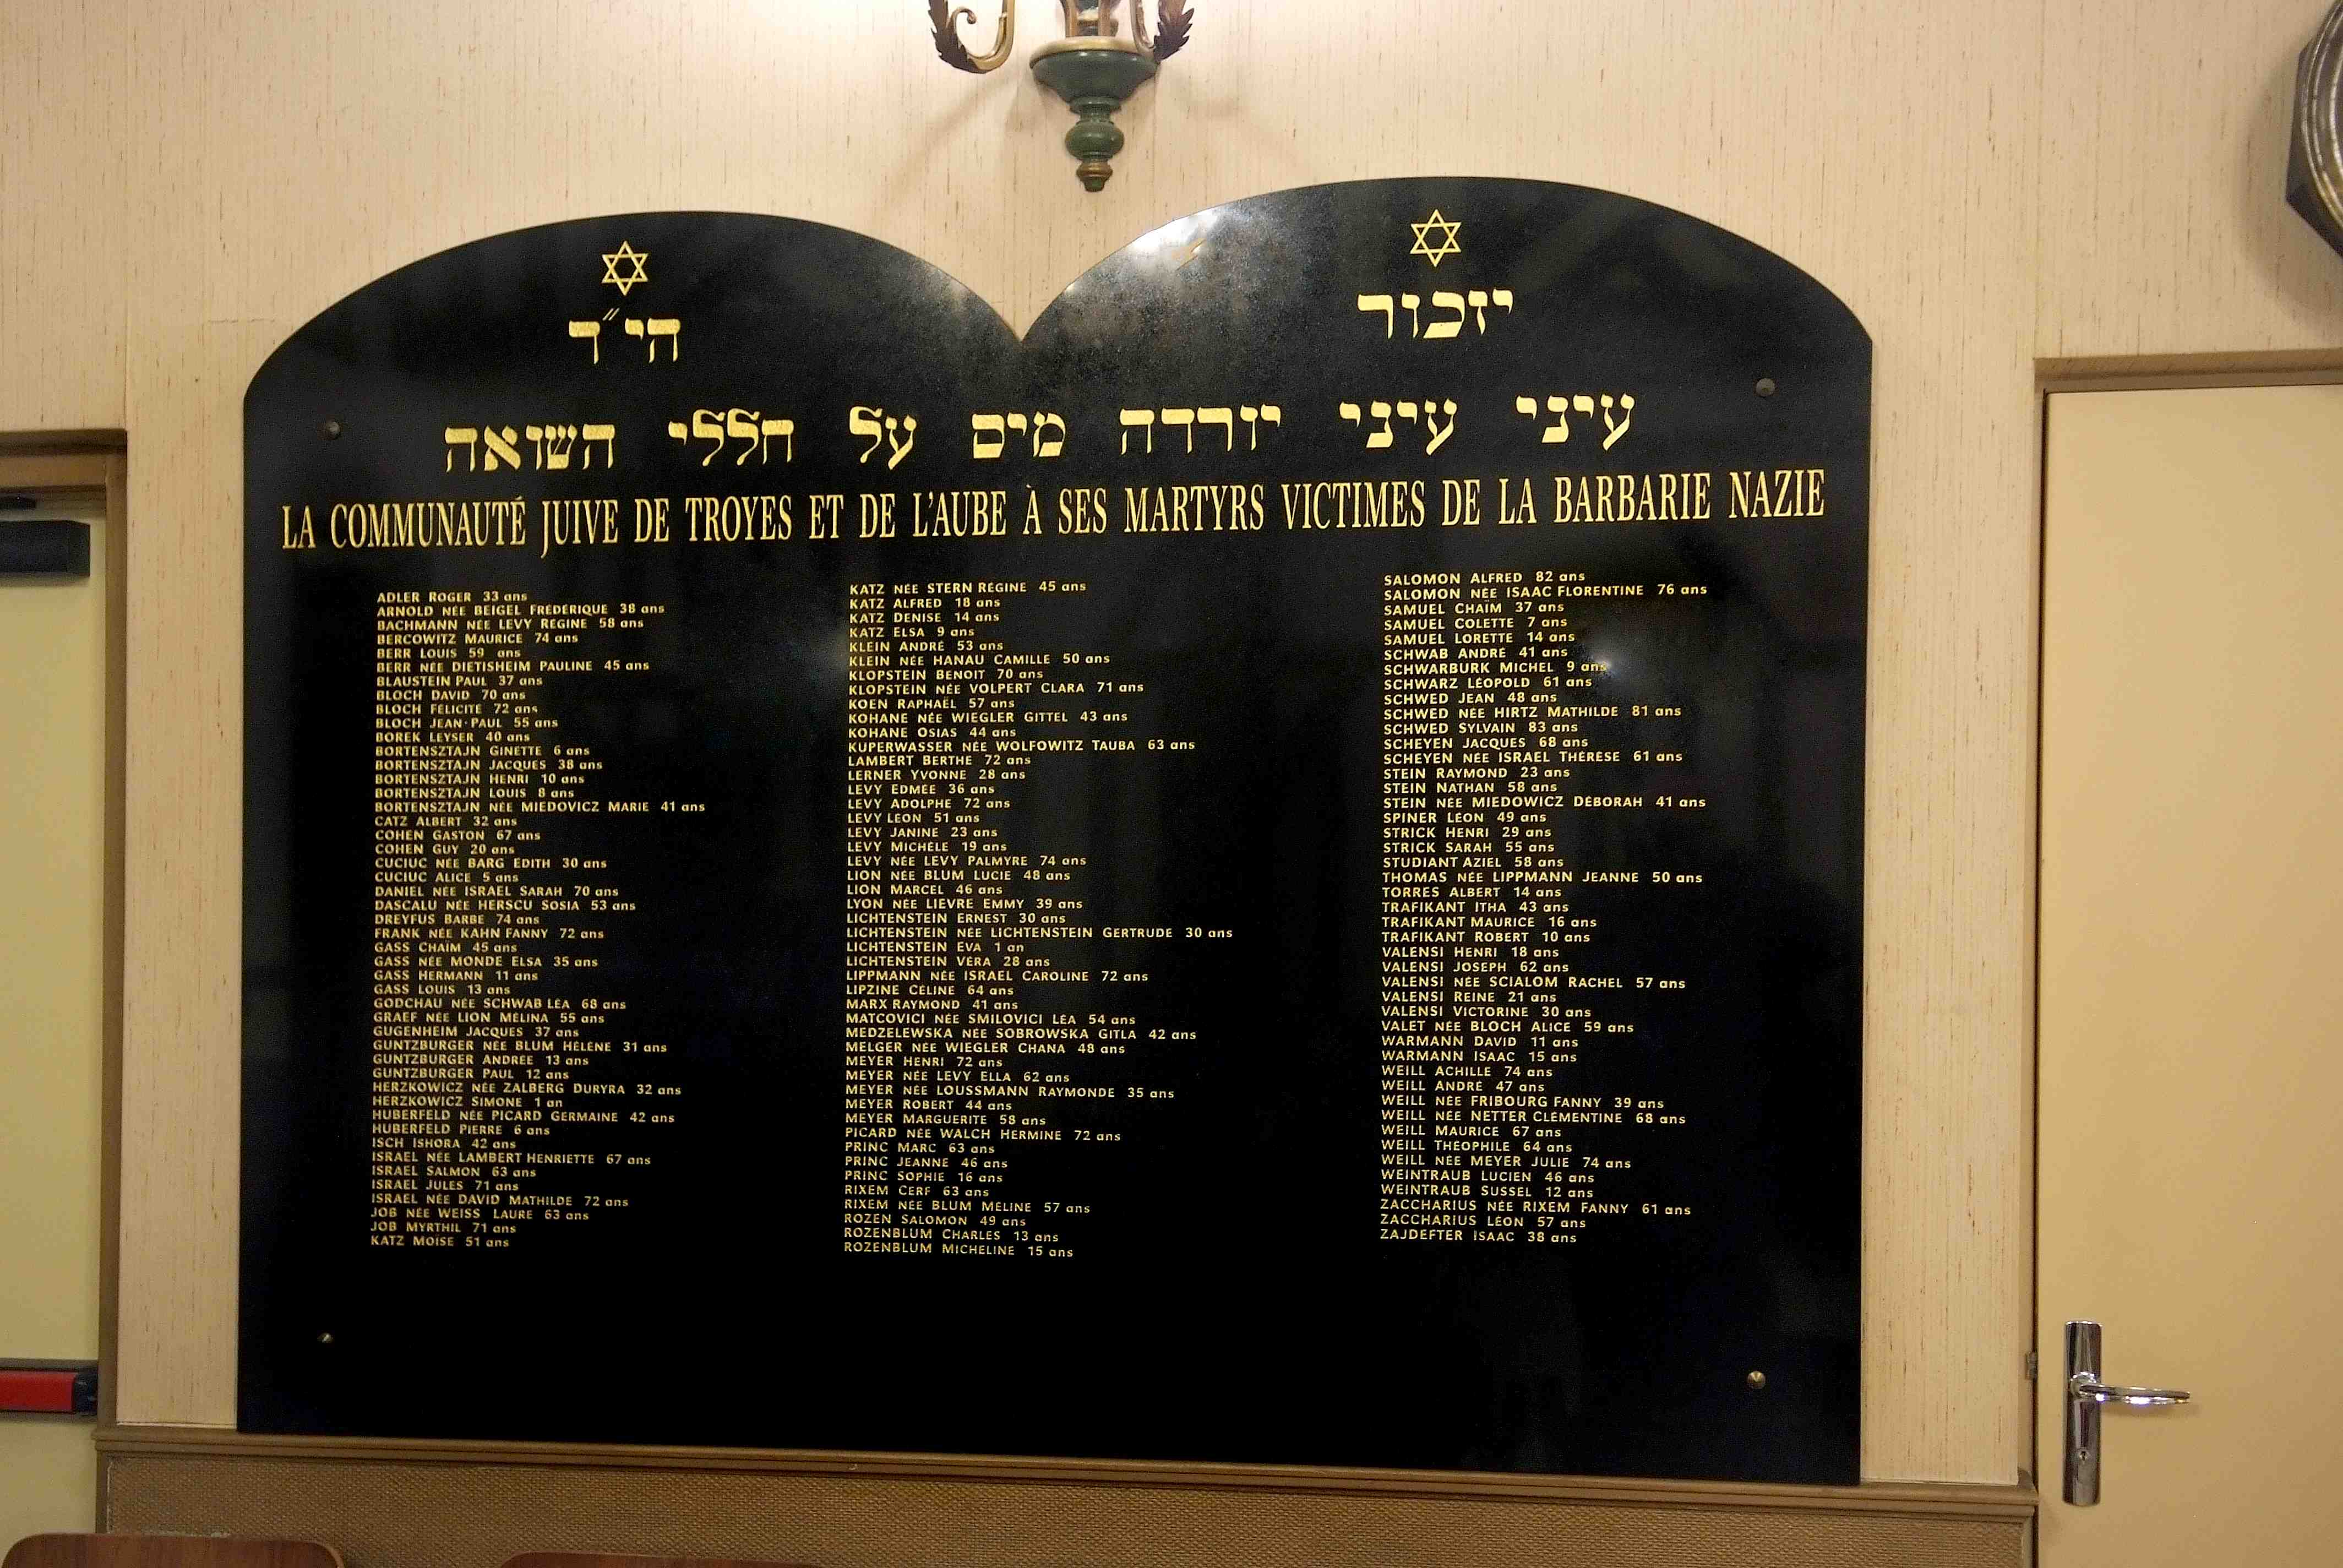 יזכור
הי״ד
עיני עיני יורדה מים על חללי השואה
LA COMMUNAUTÉ JUIVE DE TROYES ET DE L'AUBE À SES MARTYRS VICTIMES DE LA BARBARIE NAZIE
ADLER ROGER 33 ans
ARNOLD NÉE BEIGEL FRÉDÉRIQUE 38 ans
BACHMANN NÉE LEVY RÉGINE 58 ans
BERCOWITZ MAURICE 74 ans
BERR LOUIS 59 ans
BERR NÉE DIETISHEIM PAULINE 45 ans
BLAUSTEIN PAUL 37 ans
BLOCH DAVID 70 ans
BLOCH FÉLICITÉ 72 ans
BLOCH JEAN-PAUL 55 ans
BOREK LEYSER 40 ans
BORTENSZTAJN GINETTE 6 ans
BORTENSZTAJN JACQUES 38 ans
BORTENSZTAJN HENRI 10 ans
BORTENSZTAJN LOUIS 8 ans
BORTENSZTAJN NÉE MIEDOVICZ MARIE 41 ans
CATZ ALBERT 32 ans
COHEN GASTON 67 ans
COHEN GUY 20 ans
CUCIUC NÉE BARG EDITH 30 ans
CUCIUC ALICE 5 ans
DANIEL NÉE ISRAËL SARAH 70 ans
DASCALU NÉE HERSCU SOSIA 53 ans
DREYFUS BARBE 74 ans
FRANK NÉE KAHN FANNY 72 ans
GASS CHAÏM 45 ans
GASS NÉE MONDE ELSA 35 ans
GASS HERMANN 11 ans
GASS LOUIS 13 ans
GODCHAU NÉE SCHWAB LÉA 68 ans
GRAEF NÉE LION MÉLINA 55 ans
GUGENHEIM JACQUES 37 ans
GUNTZBURGER NÉE BLUM HÉLÈNE 31 ans
GUNTZBURGER ANDRÉE 13 ans
GUNTZBURGER PAUL 12 ans
HERZKOWICZ NÉE ZALBERG DURYRA 32 ans
HERZKOWICZ SIMONE 1 an
HUBERFELD NÉE PICARD GERMAINE 42 ans
HUBERFELD PIERRE 6 ans
ISCH ISHORA 42 ans
ISRAEL NÉE LAMBERT HENRIETTE 67 ans
ISRAEL SALMON 63 ans
ISRAEL JULES 71 ans
ISRAEL NÉE DAVID MATHILDE 72 ans
JOB NÉE WEISS LAURE 63 ans
JOB MYRTHIL 71 ans
KATZ MOÏSE 51 ans
KATZ NÉE STERN RÉGINE 45 ans
KATZ ALFRED 18 ans
KATZ DENISE 14 ans
KATZ ELSA 9 ans
KLEIN ANDRÉ 53 ans
KLEIN NÉE HANAU CAMILLE 50 ans
KLOPSTEIN BENOIT 70 ans
KLOPSTEIN NÉE VOLPERT CLARA 71 ans
KOEN RAPHAËL 57 ans
KOHANE NÉE WIEGLER GITTEL 43 ans
KOHANE OSIAS 44 ans
KUPERWASSER NÉE WOLFOWITZ TAUBA 63 ans
LAMBERT BERTHE 72 ans
LERNER YVONNE 28 ans
LEVY EDMÉE 36 ans
LEVY ADOLPHE 72 ans
LEVY LÉON 51 ans
LEVY JANINE 23 ans
LEVY MICHÈLE 19 ans
LEVY NÉE LÉVY PALMYRE 74 ans
LION NÉE BLUM LUCIE 48 ans
LION MARCEL 46 ans
LYON NÉE LIEVRE EMMY 39 ans
LICHTENSTEIN ERNEST 30 ans
LICHTENSTEIN NÉE LICHTENSTEIN GERTRUDE 30 ans
LICHTENSTEIN EVA 1 an
LICHTENSTEIN VÉRA 28 ans
LIPPMANN NÉE ISRAËL CAROLINE 72 ans
LIPZINE CÉLINE 64 ans
MARX RAYMOND 41 ans
MATCOVICI NÉE SMILOVICI LÉA 54 ans
MEDZELEWSKA NÉE SOBROWSKA GITLA 42 ans
MELGER NÉE WIEGLER CHANA 48 ans
MEYER HENRI 72 ans
MEYER NÉE LEVY ELLA 62 ans
MEYER NÉE LOUSSMANN RAYMONDE 35 ans
MEYER ROBERT 44 ans
MEYER MARGUERITE 58 ans
PICARD NÉE WALCH HERMINE 72 ans
PRINC MARC 63 ans
PRINC JEANNE 46 ans
PRINC SOPHIE 16 ans
RIXEM CERF 63 ans
RIXEM NÉE BLUM MÉLINE 57 ans
ROZEN SALOMON 49 ans
ROZENBLUM CHARLES 13 ans
ROZENBLUM MICHELINE 15 ans
SALOMON ALFRED 82 ans
SALOMON NÉE ISAAC FLORENTINE 76 ans
SAMUEL CHAÏM 37 ans
SAMUEL COLETTE 7 ans
SAMUEL LORETTE 14 ans
SCHWAB ANDRÉ 41 ans
SCHWARBURK MICHEL 9 ans
SCHWARZ LÉOPOLD 61 ans
SCHWED JEAN 48 ans
SCHWED NÉE HIRTZ MATHILDE 81 ans
SCHWED SYLVAIN 83 ans
SCHEYEN JACQUES 68 ans
SCHEYEN NÉE ISRAËL THÉRÈSE 61 ans
STEIN RAYMOND 23 ans
STEIN NATHAN 58 ans
STEIN NÉE MIEDOWICZ DÉBORAH 41 ans
SPINER LÉON 49 ans
STRICK HENRI 29 ans
STRICK SARAH 55 ans
STUDIANT AZIEL 58 ans
THOMAS NÉE LIPPMANN JEANNE 50 ans
TORRES ALBERT 14 ans
TRAFIKANT ITHA 43 ans
TRAFIKANT MAURICE 16 ans
TRAFIKANT ROBERT 10 ans
VALENSI HENRI 18 ans
VALENSI JOSEPH 62 ans
VALENSI NÉE SCIALOM RACHEL 57 ans
VALENSI REINE 21 ans
VALENSI VICTORINE 30 ans
VALET NÉE BLOCH ALICE 59 ans
WARMANN DAVID 11 ans
WARMANN ISAAC 15 ans
WEILL ACHILLE 74 ans
WEILL ANDRÉ 47 ans
WEILL NÉE FRIBOURG FANNY 39 ans
WEILL NÉE NETTER CLÉMENTINE 68 ans
WEILL MAURICE 67 ans
WEILL THÉOPHILE 64 ans
WEILL NÉE MEYER JULIE 74 ans
WEINTRAUB LUCIEN 46 ans
WEINTRAUB SUSSEL 12 ans
ZACCHARIUS NÉE RIXEM FANNY 61 ans
ZACCHARIUS LÉON 57 ans
ZAJDEFTER ISAAC 38 ans